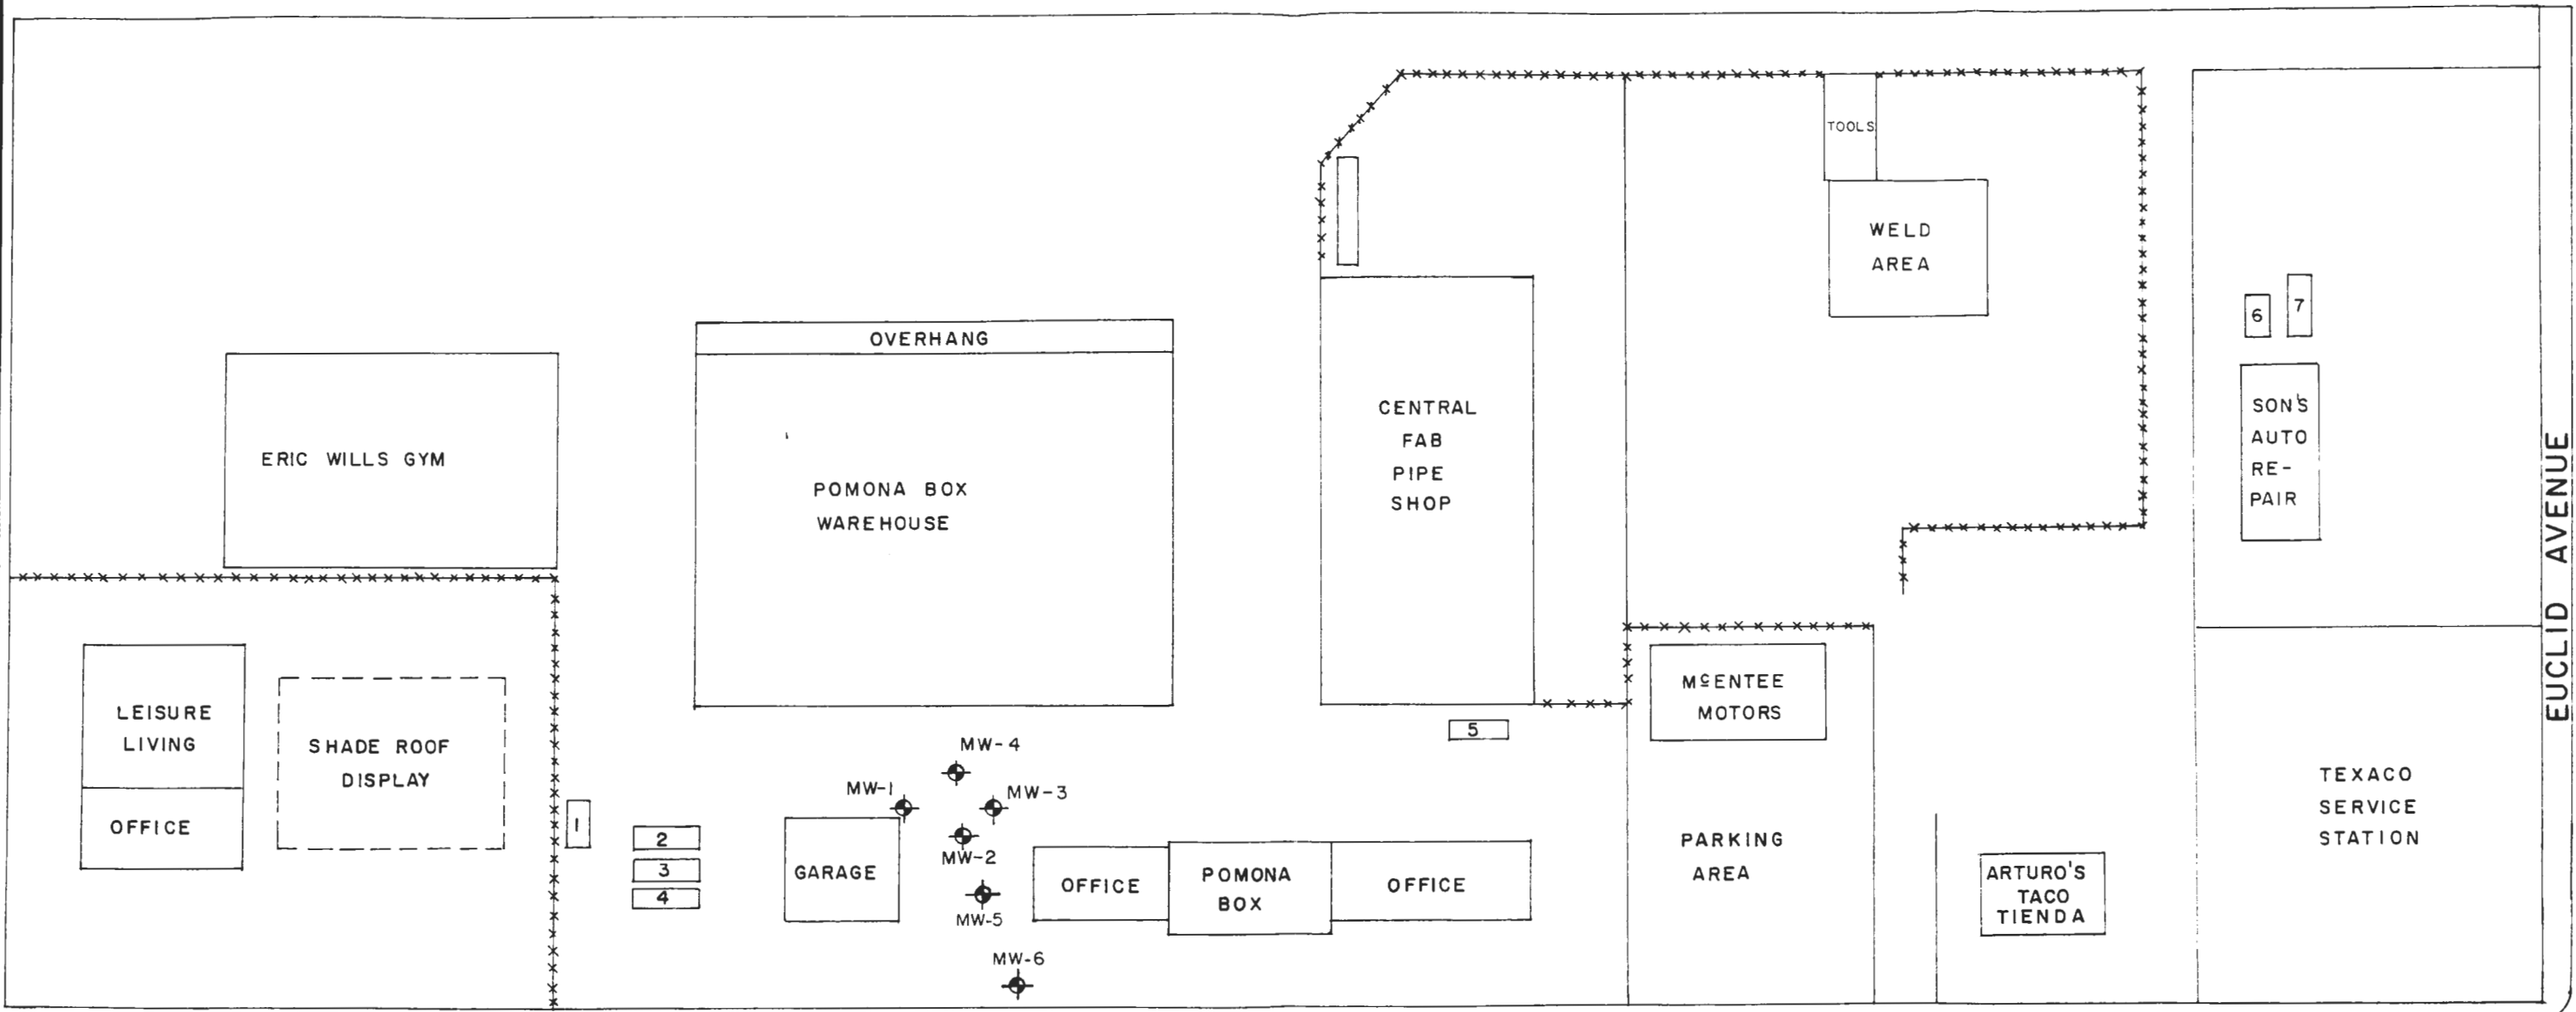 TOOLS
WELD
AREA
6
7
OVERHANG
ERIC WILLS GYM
POMONA BOX
WAREHOUSE
CENTRAL
FAB
PIPE
SHOP
SON'S
AUTO
RE-
PAIR
EUCLID AVENUE
LEISURE
LIVING
OFFICE
SHADE ROOF
DISPLAY
1
2
3
4
GARAGE
MW-4
MW-1
MW-3
MW-2
MW-5
MW-6
OFFICE
POMONA
BOX
OFFICE
5
McENTEE
MOTORS
PARKING
AREA
ARTURO'S
TACO
TIENDA
TEXACO
SERVICE
STATION